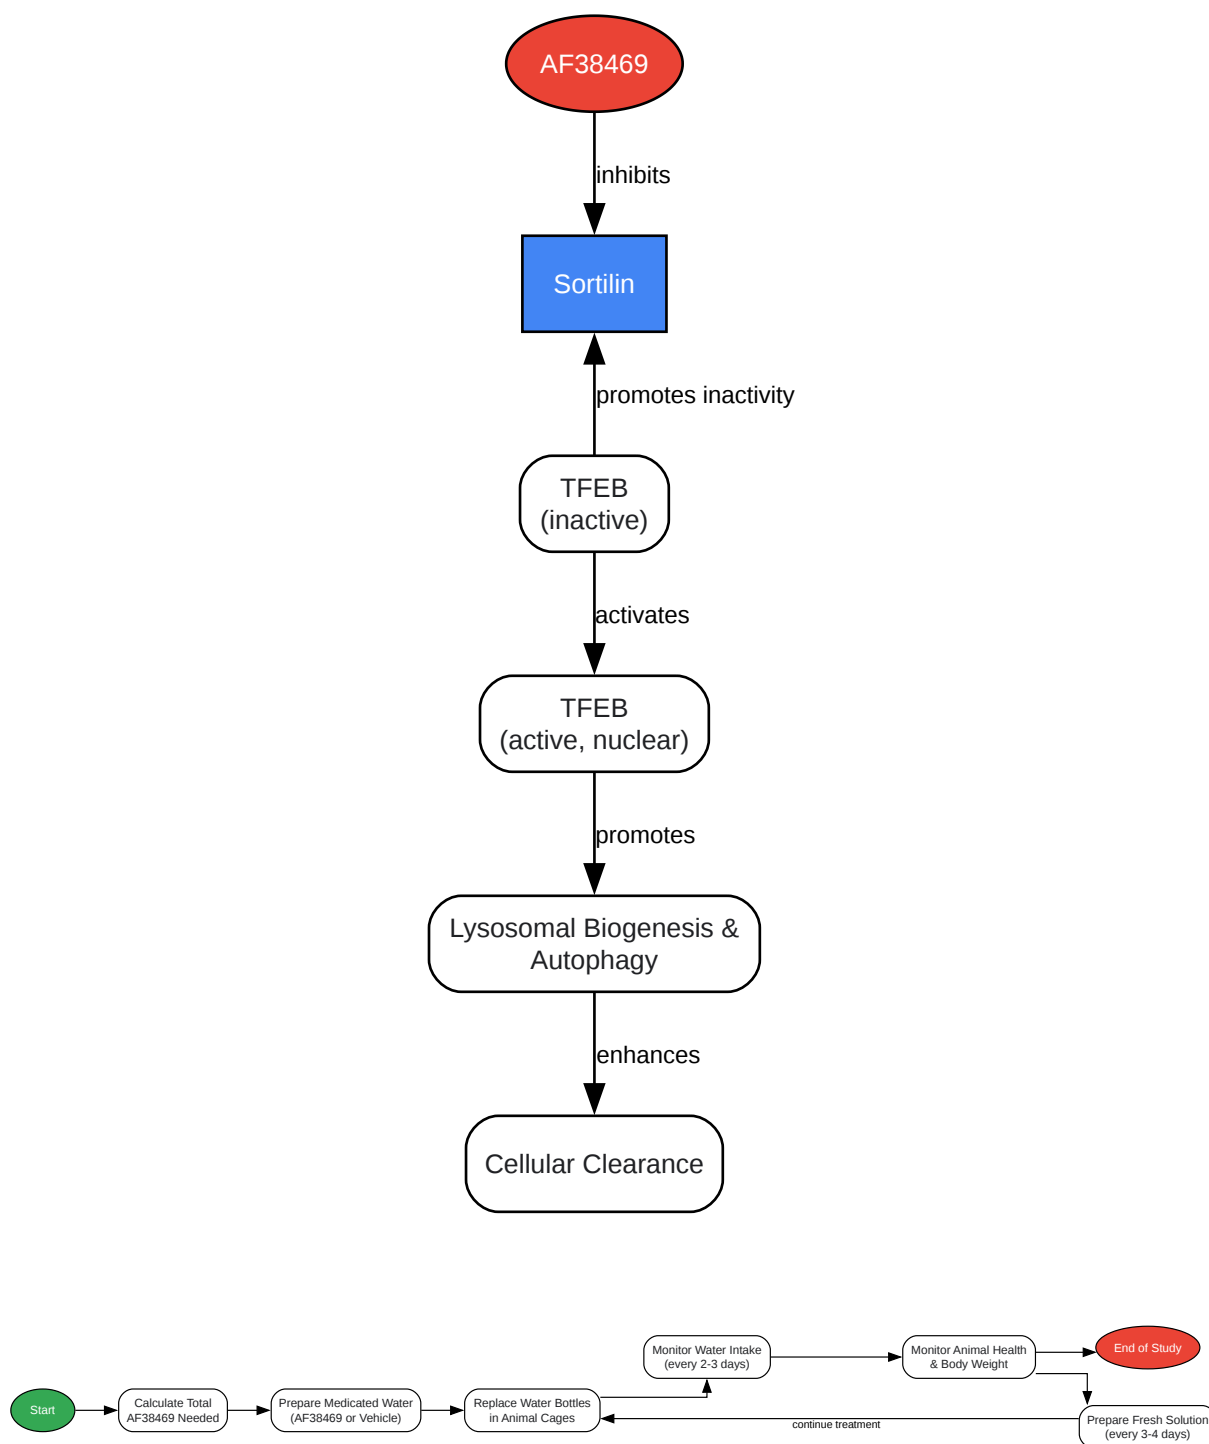 AF38469
inhibits
Sortilin
promotes inactivity
TFEB
(inactive)
activates
TFEB
(active, nuclear)
promotes
Lysosomal Biogenesis &
Autophagy
enhances
Cellular Clearance
Start
Calculate Total
AF38469 Needed
Prepare Medicated Water
(AF38469 or Vehicle)
Replace Water Bottles
in Animal Cages
Monitor Water Intake
(every 2-3 days)
Monitor Animal Health
& Body Weight
End of Study
Prepare Fresh Solution
(every 3-4 days)
continue treatment